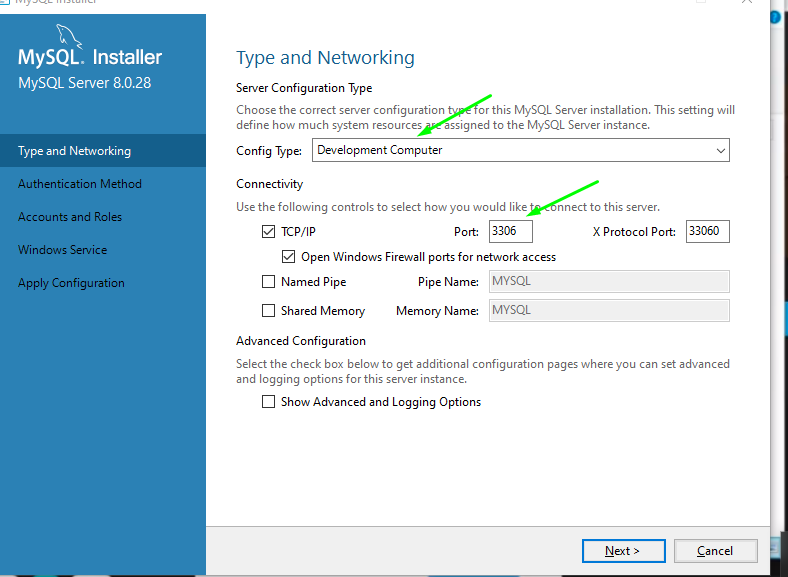 MySQL Installer
MySQL. Installer
MySQL Server 8.0.28
Type and Networking
Authentication Method
Accounts and Roles
Windows Service
Apply Configuration
Type and Networking
Server Configuration Type
Choose the correct server configuration type for this MySQL Server installation. This setting will
define how much system resources are assigned to the MySQL Server instance.
Config Type: Development Computer
Connectivity
Use the following controls to select how you would like to connect to this server.
TCP/IP Port: 3306 X Protocol Port: 33060
Open Windows Firewall ports for network access
Named Pipe Pipe Name: MYSQL
Shared Memory Memory Name: MYSQL
Advanced Configuration
Select the check box below to get additional configuration pages where you can set advanced
and logging options for this server instance.
Show Advanced and Logging Options
Next > Cancel